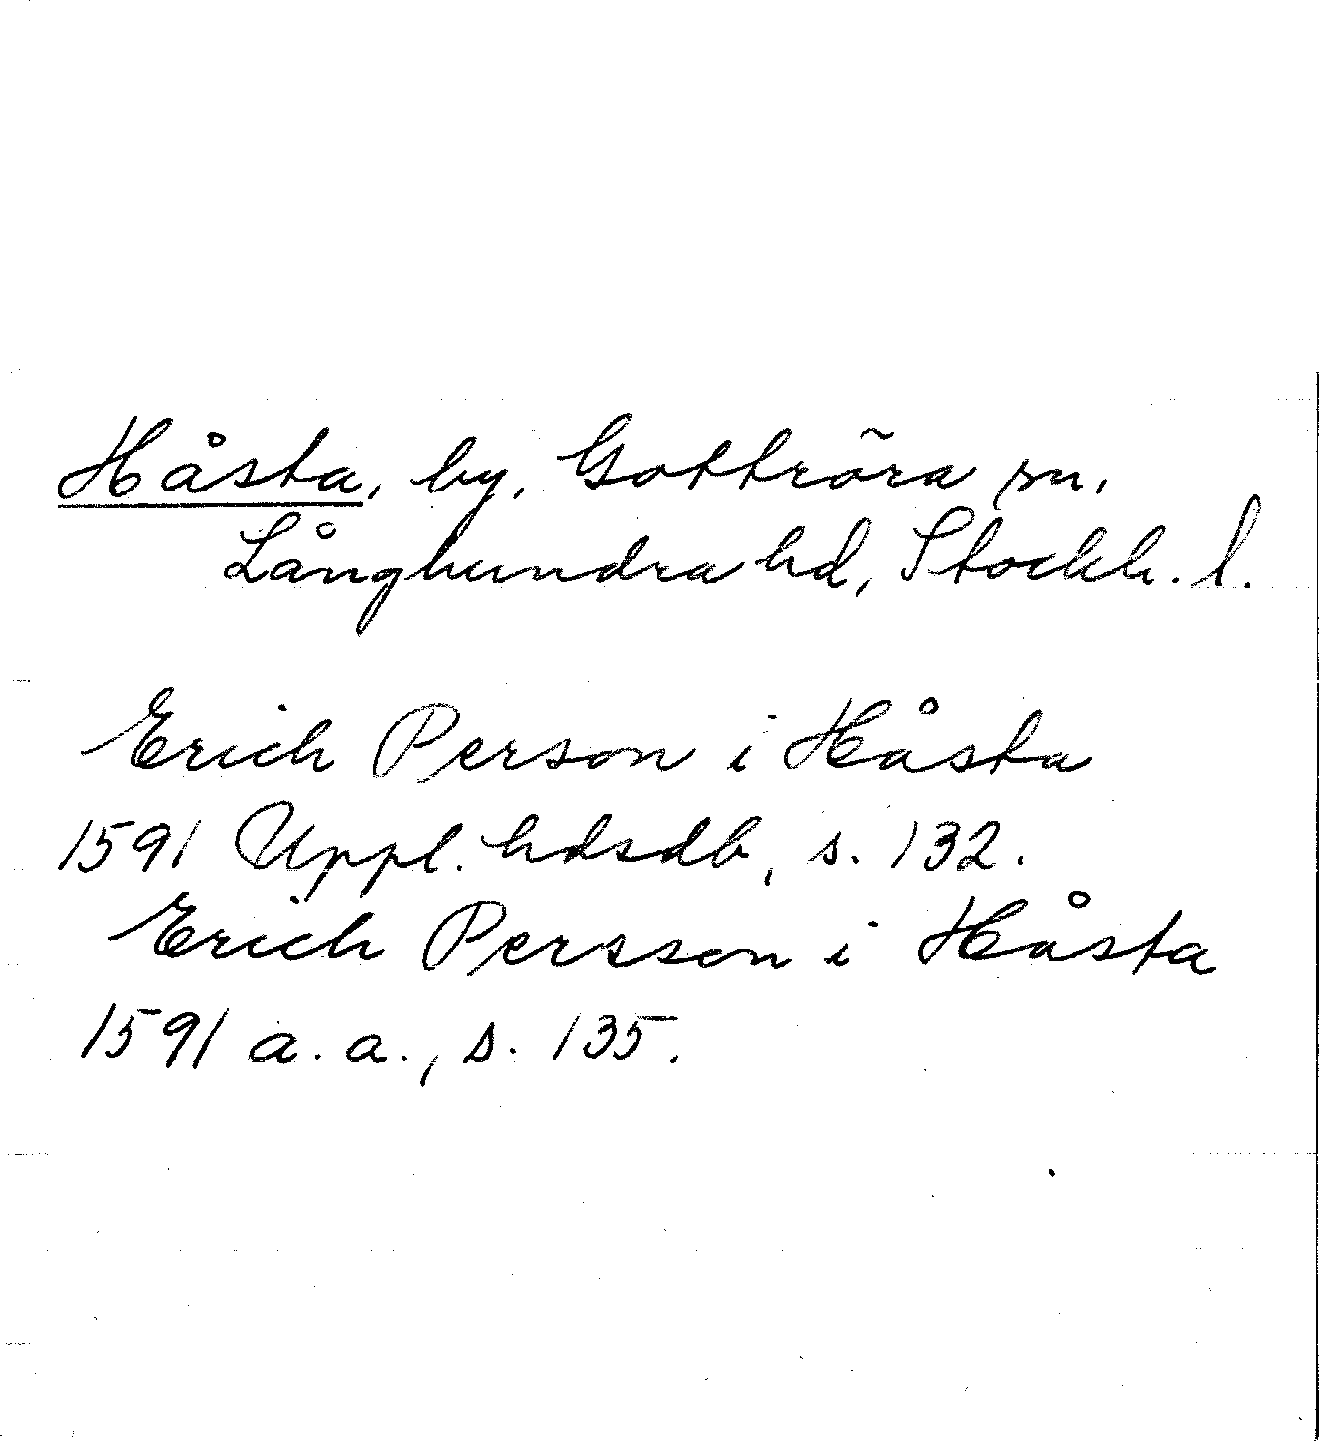 Håsta, by, Gottröra sn,
Långhundra hd, Stockh. l.
Erich Person i Håsta
1591 Uppl. hdsdb, s. 132.
Erich Persson i Håsta
1591 a. a., s. 135.